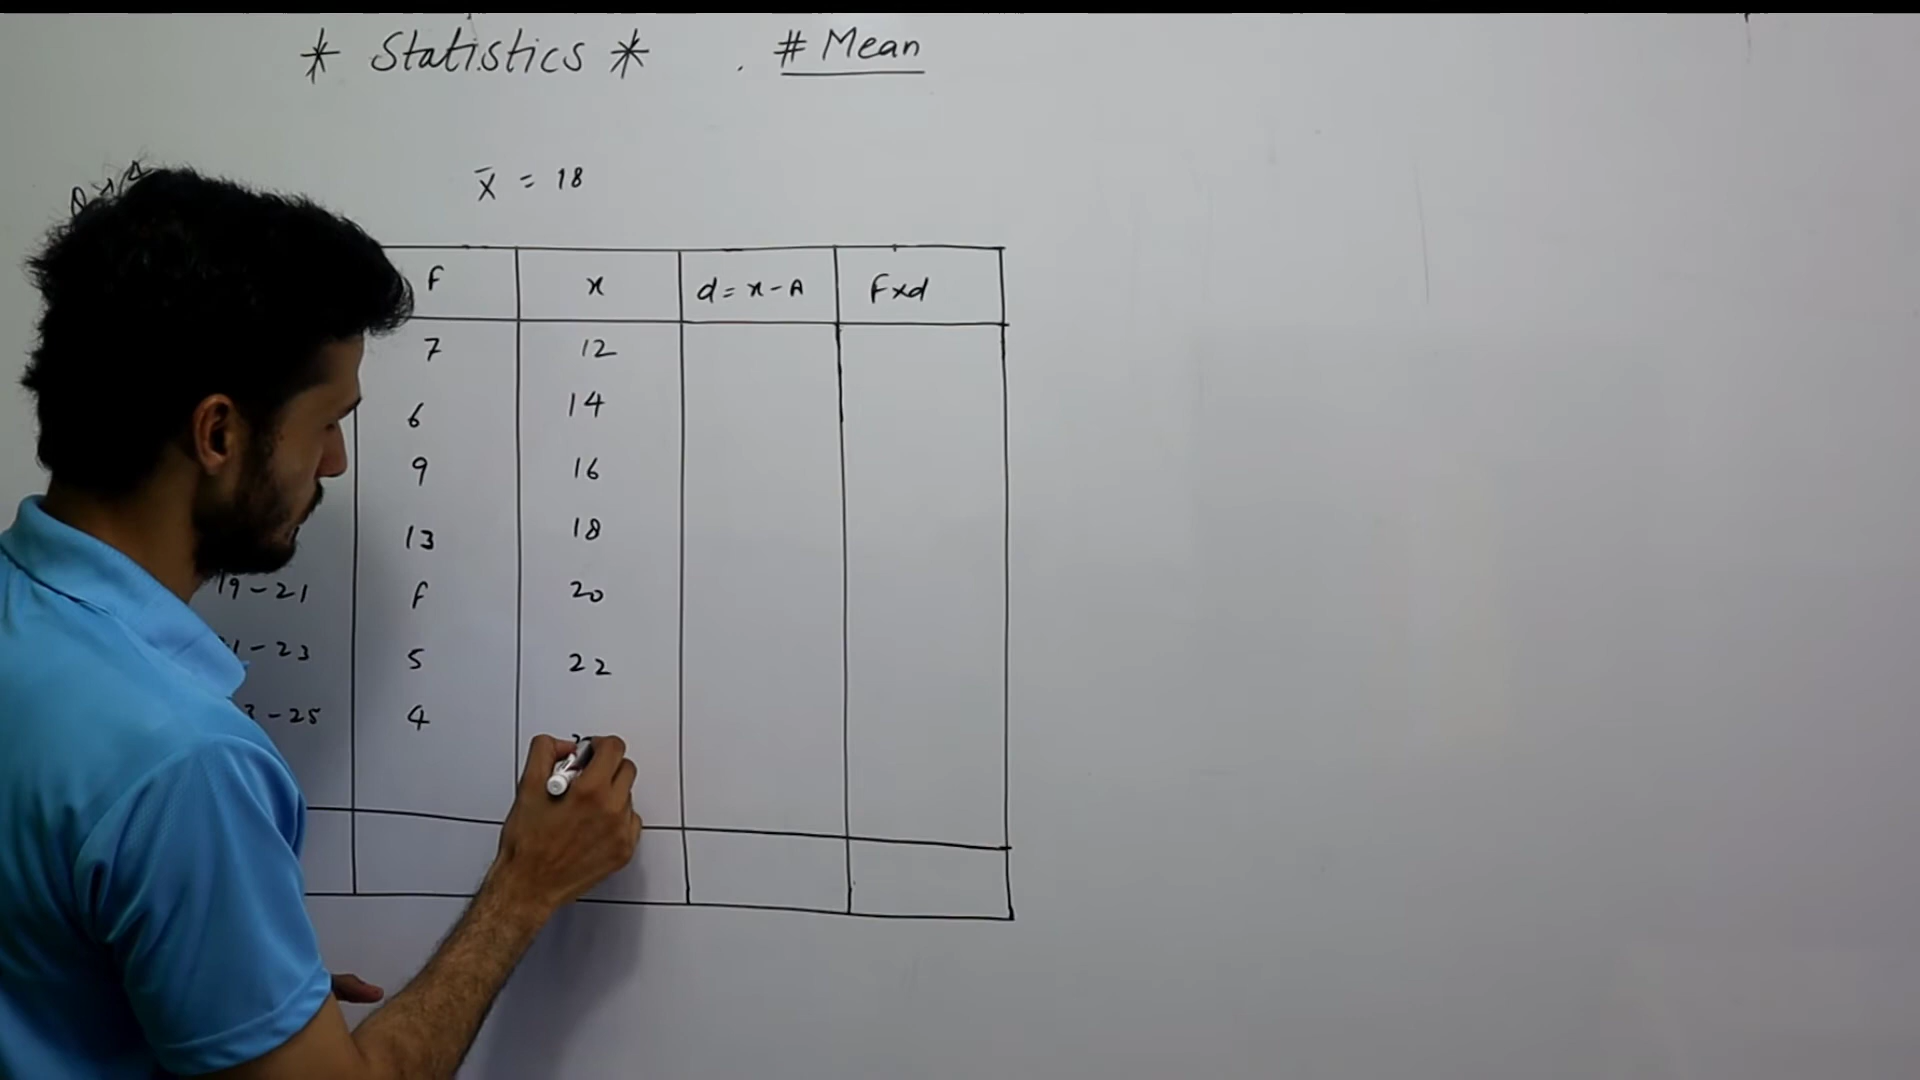 * Statistics * # Mean
x̄ = 18
f x d = x - A f x d
7 12
6 14
9 16
13 18
19 - 21 f 20
1 - 23 5 22
3 - 25 4